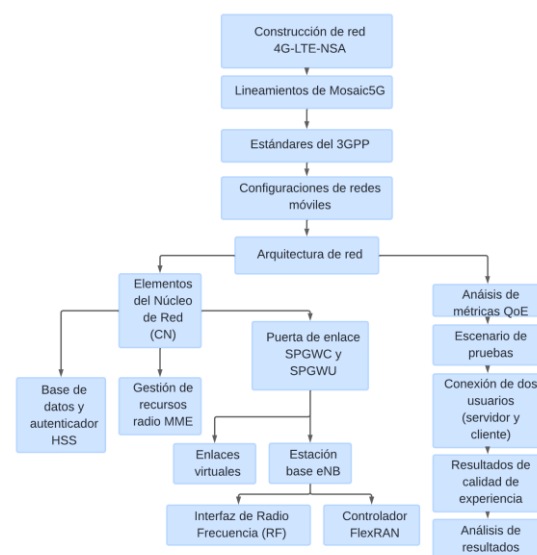 Construcción de red
4G-LTE-NSA
Lineamientos de Mosaic5G
Estándares del 3GPP
Configuraciones de redes
móviles
Arquitectura de red
Elementos
del Núcleo
de Red
(CN)
Base de
datos y
autenticador
HSS
Gestión de
recursos
radio MME
Puerta de enlace
SPGWC y
SPGWU
Enlaces
virtuales
Estación
base eNB
Interfaz de Radio
Frecuencia (RF)
Controlador
FlexRAN
Anáisis de
métricas QoE
Escenario de
pruebas
Conexión de dos
usuarios
(servidor y
cliente)
Resultados de
calidad de
experiencia
Análisis de
resultados